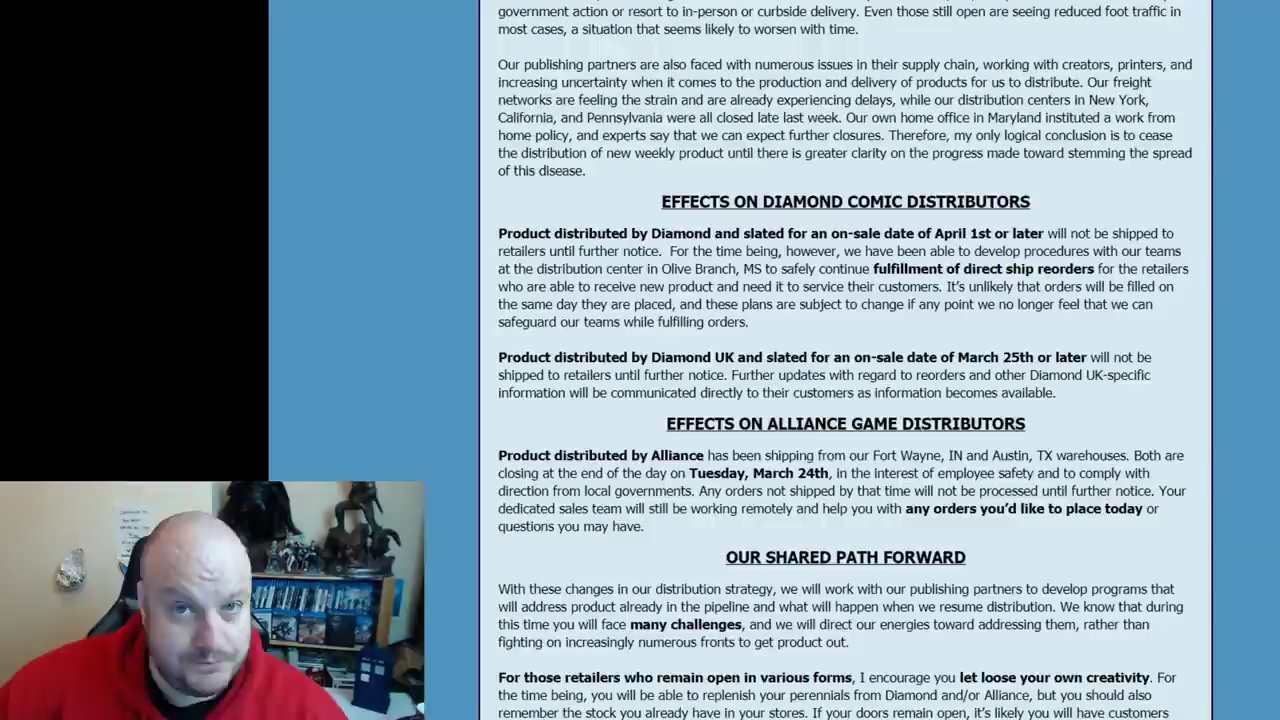 government action or resort to in-person or curbside delivery. Even those still open are seeing reduced foot traffic in
most cases, a situation that seems likely to worsen with time.
Our publishing partners are also faced with numerous issues in their supply chain, working with creators, printers, and
increasing uncertainty when it comes to the production and delivery of products for us to distribute. Our freight
networks are feeling the strain and are already experiencing delays, while our distribution centers in New York,
California, and Pennsylvania were all closed late last week. Our own home office in Maryland instituted a work from
home policy, and experts say that we can expect further closures. Therefore, my only logical conclusion is to cease
the distribution of new weekly product until there is greater clarity on the progress made toward stemming the spread
of this disease.
EFFECTS ON DIAMOND COMIC DISTRIBUTORS
Product distributed by Diamond and slated for an on-sale date of April 1st or later will not be shipped to
retailers until further notice. For the time being, however, we have been able to develop procedures with our teams
at the distribution center in Olive Branch, MS to safely continue fulfillment of direct ship reorders for the retailers
who are able to receive new product and need it to service their customers. It's unlikely that orders will be filled on
the same day they are placed, and these plans are subject to change if any point we no longer feel that we can
safeguard our teams while fulfilling orders.
Product distributed by Diamond UK and slated for an on-sale date of March 25th or later will not be
shipped to retailers until further notice. Further updates with regard to reorders and other Diamond UK-specific
information will be communicated directly to their customers as information becomes available.
EFFECTS ON ALLIANCE GAME DISTRIBUTORS
Product distributed by Alliance has been shipping from our Fort Wayne, IN and Austin, TX warehouses. Both are
closing at the end of the day on Tuesday, March 24th, in the interest of employee safety and to comply with
direction from local governments. Any orders not shipped by that time will not be processed until further notice. Your
dedicated sales team will still be working remotely and help you with any orders you'd like to place today or
questions you may have.
OUR SHARED PATH FORWARD
With these changes in our distribution strategy, we will work with our publishing partners to develop programs that
will address product already in the pipeline and what will happen when we resume distribution. We know that during
this time you will face many challenges, and we will direct our energies toward addressing them, rather than
fighting on increasingly numerous fronts to get product out.
For those retailers who remain open in various forms, I encourage you let loose your own creativity. For
the time being, you will be able to replenish your perennials from Diamond and/or Alliance, but you should also
remember the stock you already have in your stores. If your doors remain open, it's likely you will have customers